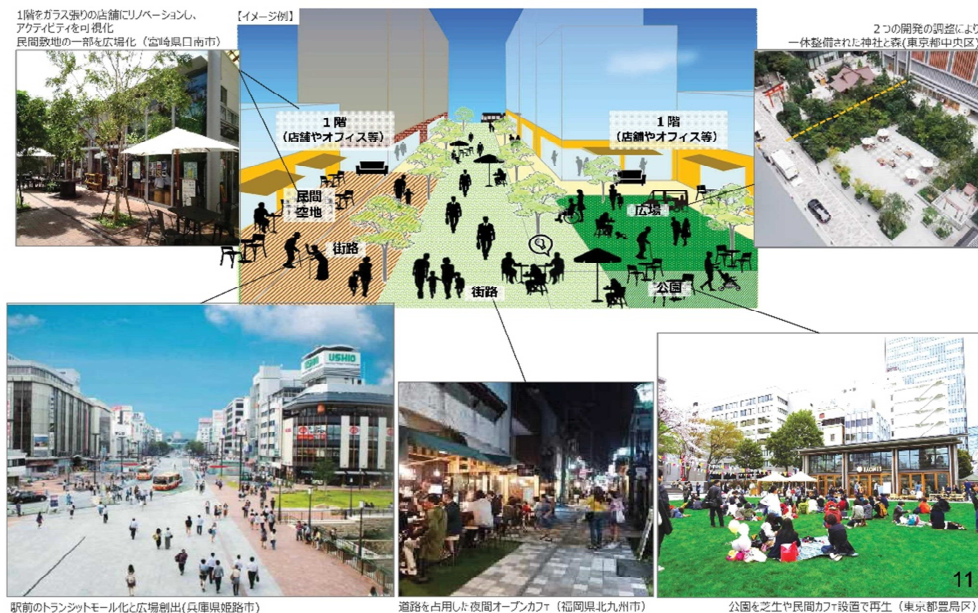 1階をガラス張りの店舗にリノベーションし、
アクティビティを可視化
民間敷地の一部を広場化（宮崎県日南市）
【イメージ例】
2つの開発の調整により
一体整備された神社と森(東京都中央区)
1階
（店舗やオフィス等）
1階
（店舗やオフィス等）
民間
空地
広場
街路
街路
公園
USHIO
駅前のトランジットモール化と広場創出(兵庫県姫路市)
道路を占用した夜間オープンカフェ（福岡県北九州市）
公園を芝生や民間カフェ設置で再生（東京都豊島区）
11